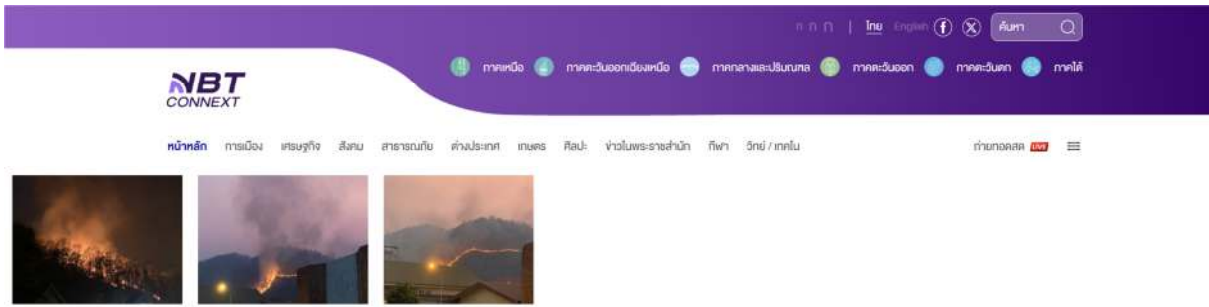 ก ก ก | ไทย English f X ค้นหา
ภาคเหนือ ภาคตะวันออกเฉียงเหนือ ภาคกลางและปริมณฑล ภาคตะวันออก ภาคตะวันตก ภาคใต้
NBT
CONNEXT
หน้าหลัก การเมือง เศรษฐกิจ สังคม สาธารณภัย ต่างประเทศ เกษตร ศิลปะ ข่าวในพระราชสำนัก กีฬา วิทย์ / เทคโน ถ่ายทอดสด LIVE